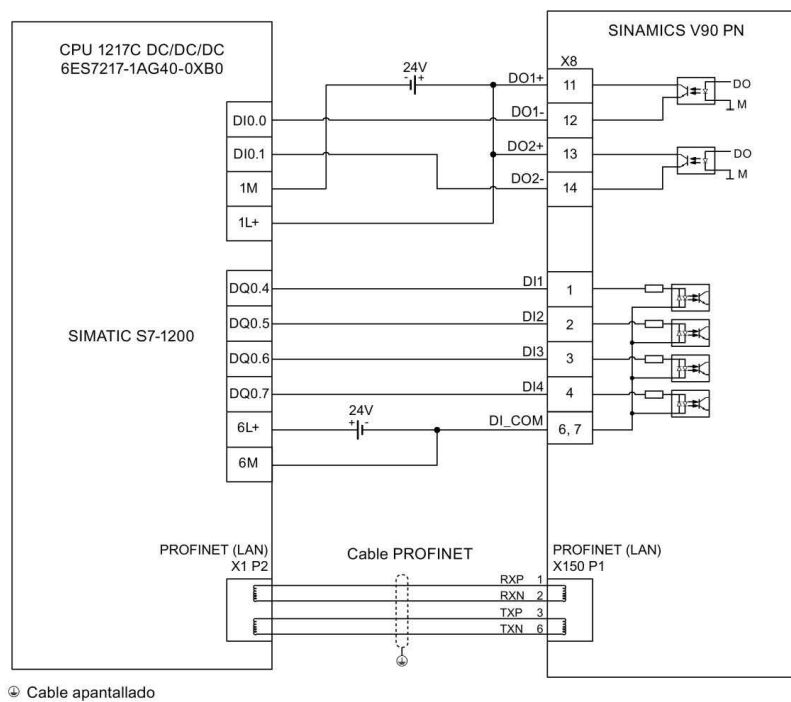 SINAMICS V90 PN
CPU 1217C DC/DC/DC
6ES7217-1AG40-0XB0
X8
24V
- +
DO1+
11
DO
M
DI0.0
DO1-
12
DI0.1
DO2+
13
DO
M
1M
DO2-
14
1L+
DQ0.4
DI1
1
DQ0.5
DI2
2
SIMATIC S7-1200
DQ0.6
DI3
3
DQ0.7
DI4
4
24V
+ -
6L+
DI_COM
6, 7
6M
PROFINET (LAN)
X1 P2
Cable PROFINET
PROFINET (LAN)
X150 P1
RXP 1
RXN 2
TXP 3
TXN 6
Cable apantallado